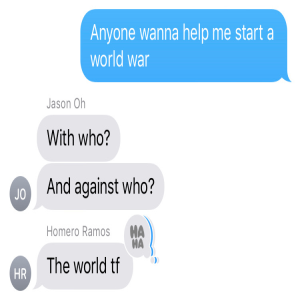 Anyone wanna help me start a
world war
Jason Oh
With who?
JO
And against who?
Homero Ramos
HA
HA
HR
The world tf